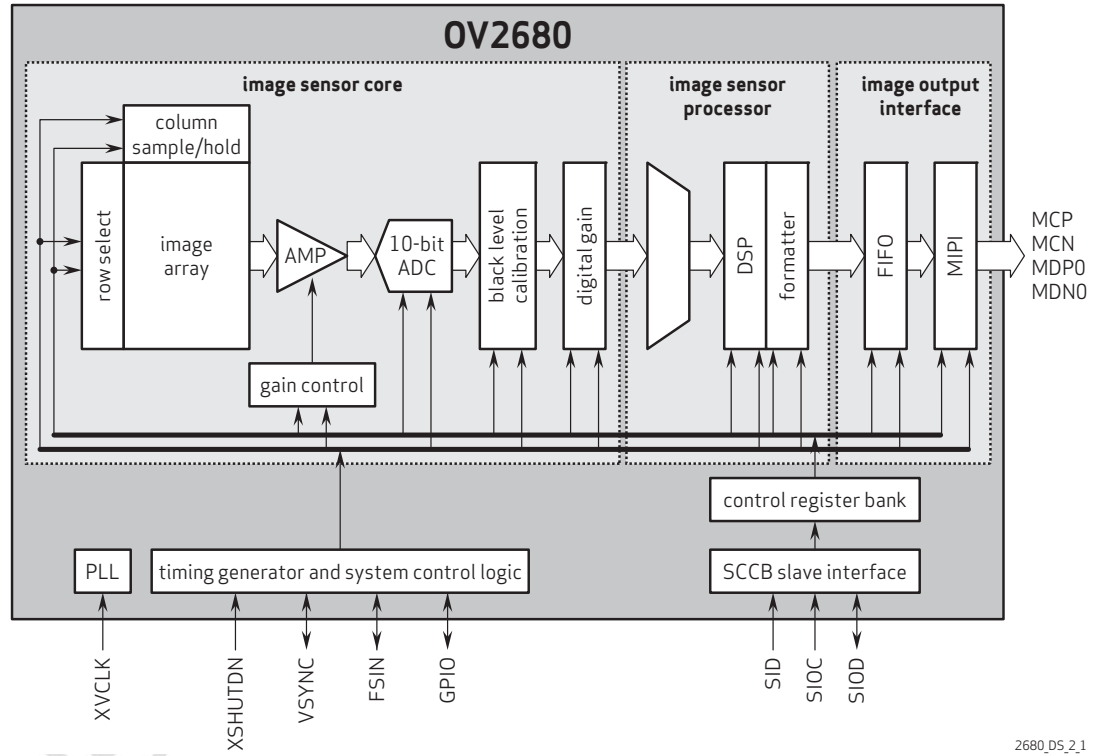 OV2680
image sensor core
image sensor
processor
image output
interface
column
sample/hold
row select
image
array
AMP
10-bit
ADC
black level
calibration
digital gain
DSP
formatter
FIFO
MIPI
MCP
MCN
MDP0
MDN0
gain control
control register bank
PLL
timing generator and system control logic
SCCB slave interface
XVCLK
XSHUTDN
VSYNC
FSIN
GPIO
SID
SIOC
SIOD
2680_DS_2_1